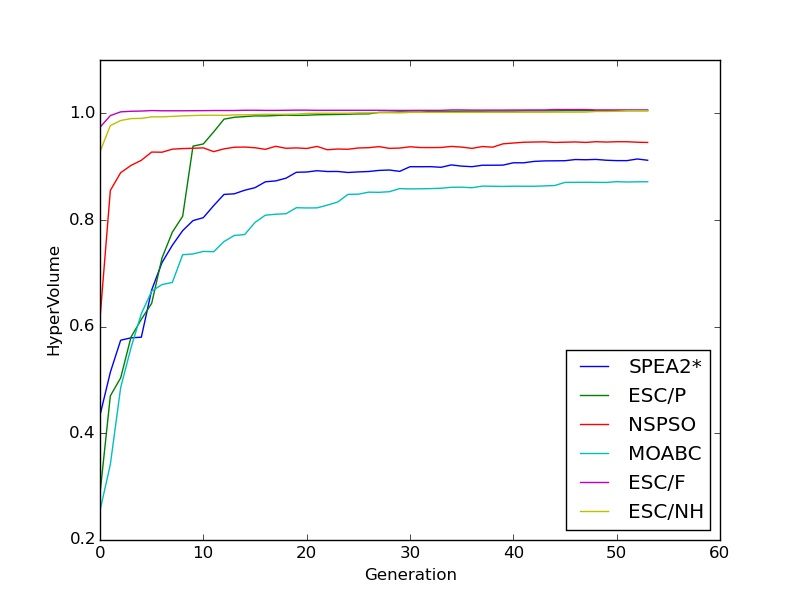 1.0
0.8
0.6
0.4
0.2
HyperVolume
0 10 20 30 40 50 60
Generation
SPEA2*
ESC/P
NSPSO
MOABC
ESC/F
ESC/NH